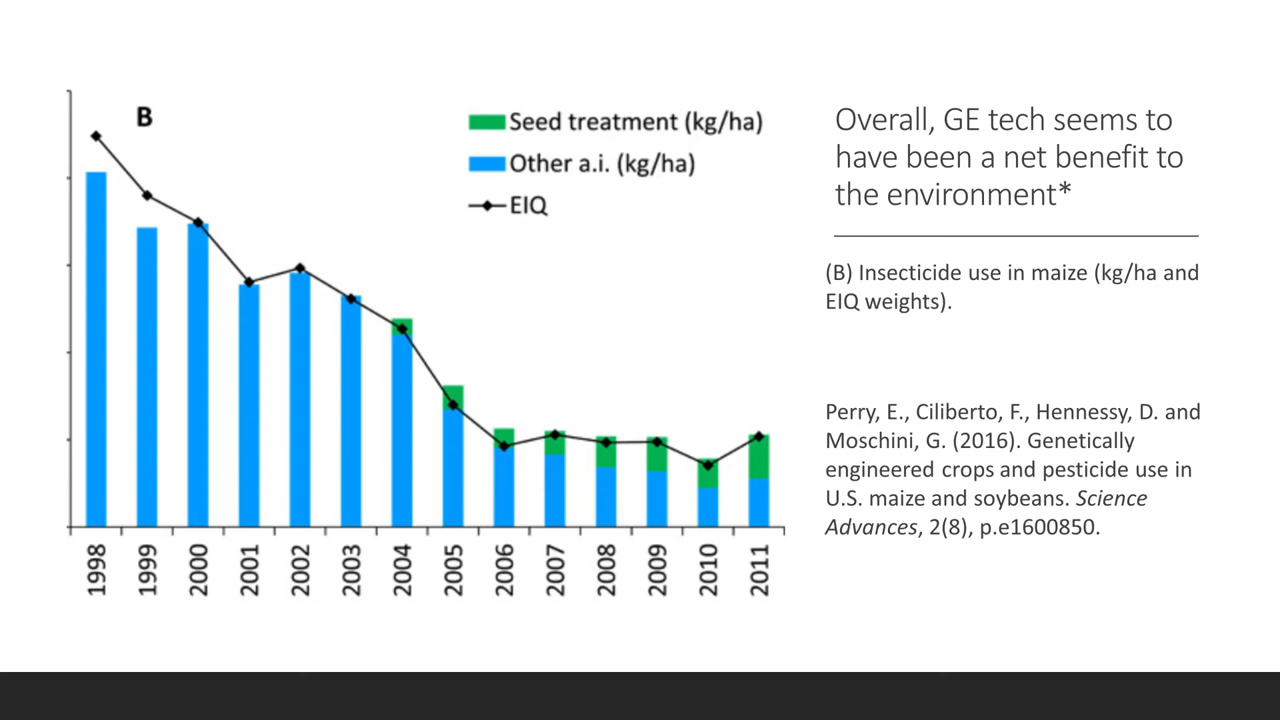 B
Seed treatment (kg/ha)
Other a.i. (kg/ha)
EIQ
1998
1999
2000
2001
2002
2003
2004
2005
2006
2007
2008
2009
2010
2011
Overall, GE tech seems to
have been a net benefit to
the environment*
(B) Insecticide use in maize (kg/ha and
EIQ weights).
Perry, E., Ciliberto, F., Hennessy, D. and
Moschini, G. (2016). Genetically
engineered crops and pesticide use in
U.S. maize and soybeans. Science
Advances, 2(8), p.e1600850.